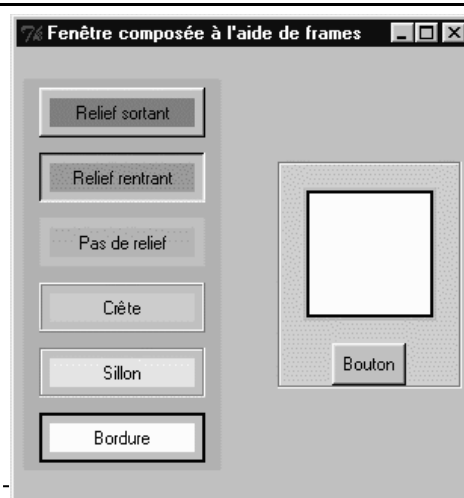 Fenêtre composée à l'aide de frames
Relief sortant
Relief rentrant
Pas de relief
Crête
Sillon
Bordure
Bouton